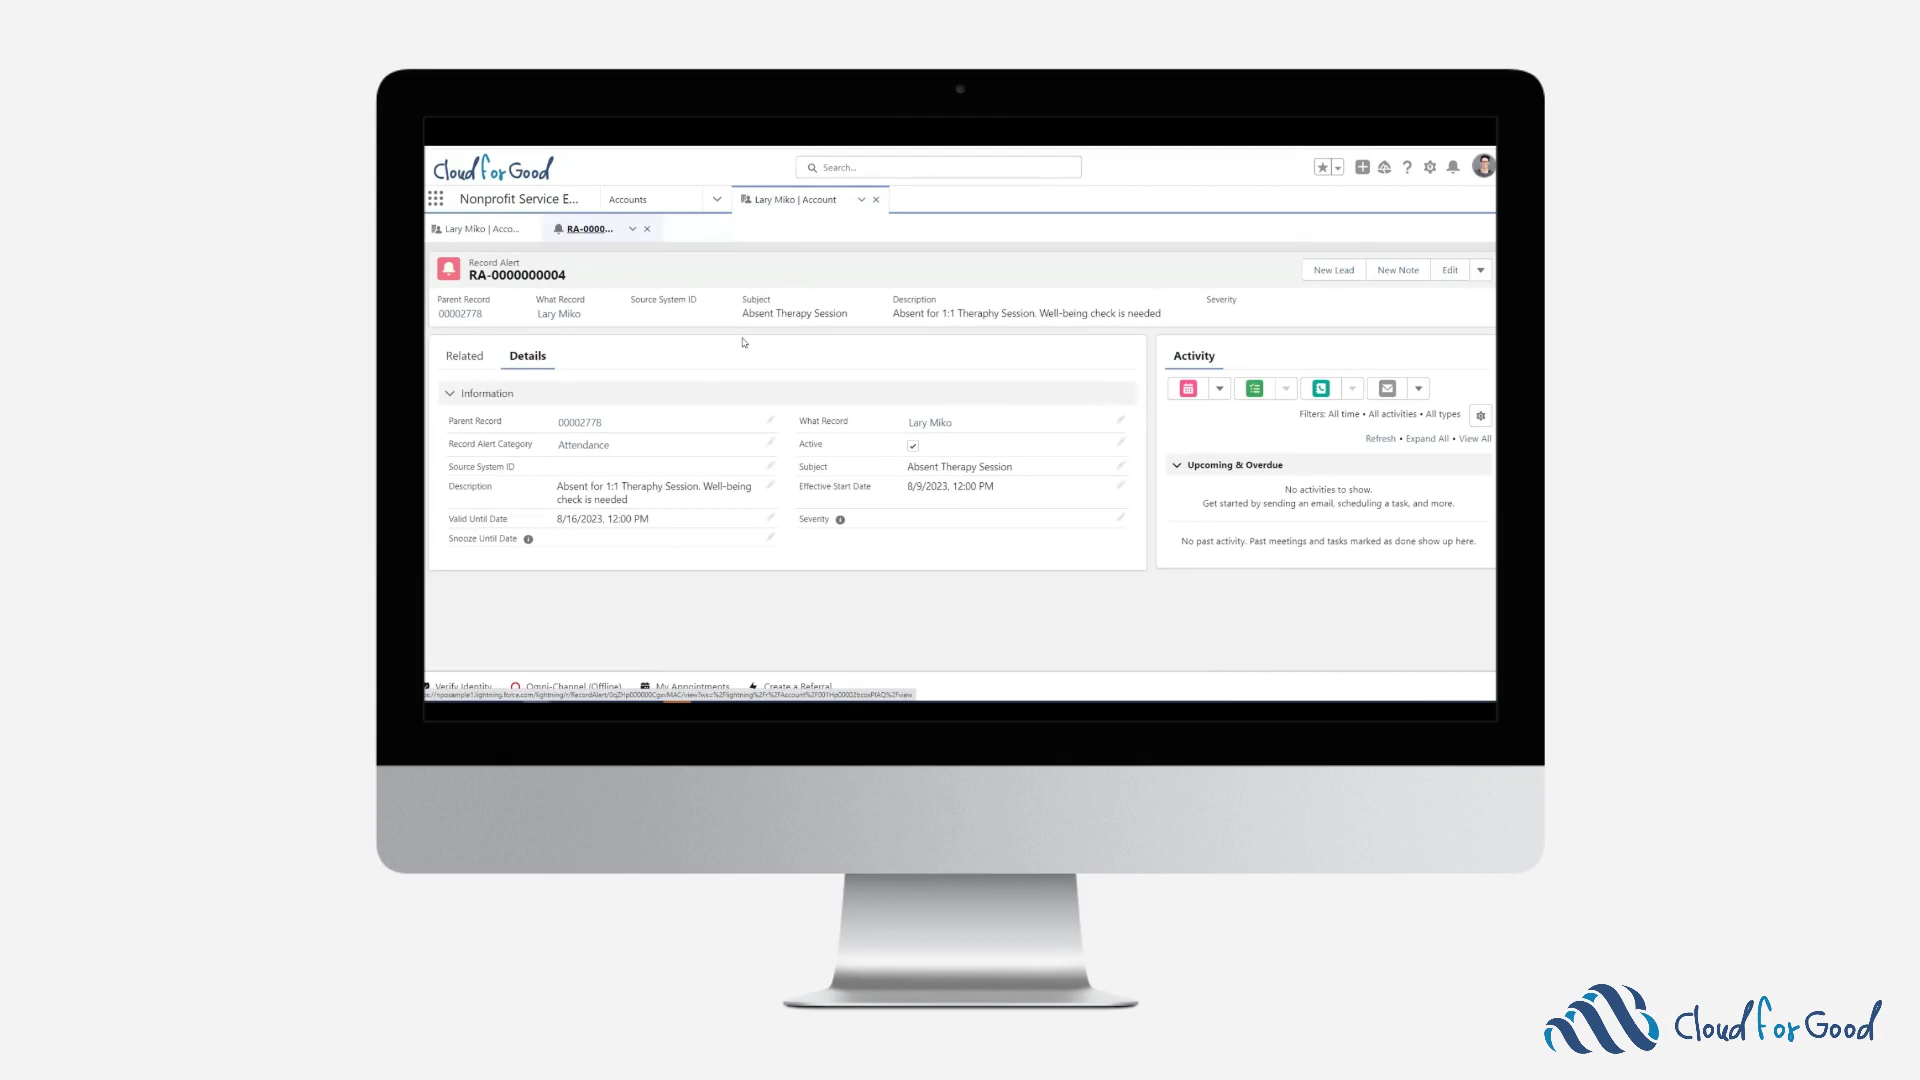 Cloud for Good
Search...
Nonprofit Service E...
Accounts
Lary Miko | Account
Lary Miko | Acco...
RA-0000...
Record Alert
RA-0000000004
New Lead
New Note
Edit
Parent Record
What Record
Source System ID
Subject
Description
Severity
00002778
Lary Miko
Absent Therapy Session
Absent for 1:1 Theraphy Session. Well-being check is needed
Related
Details
Activity
Information
Parent Record
00002778
What Record
Lary Miko
Record Alert Category
Attendance
Active
Source System ID
Subject
Absent Therapy Session
Description
Absent for 1:1 Theraphy Session. Well-being
check is needed
Effective Start Date
8/9/2023, 12:00 PM
Valid Until Date
8/16/2023, 12:00 PM
Severity
Snooze Until Date
Filters: All time • All activities • All types
Refresh • Expand All • View All
Upcoming & Overdue
No activities to show.
Get started by sending an email, scheduling a task, and more.
No past activity. Past meetings and tasks marked as done show up here.
Verify Identity
Omni-Channel (Offline)
My Appointments
Create a Referral
Cloud for Good